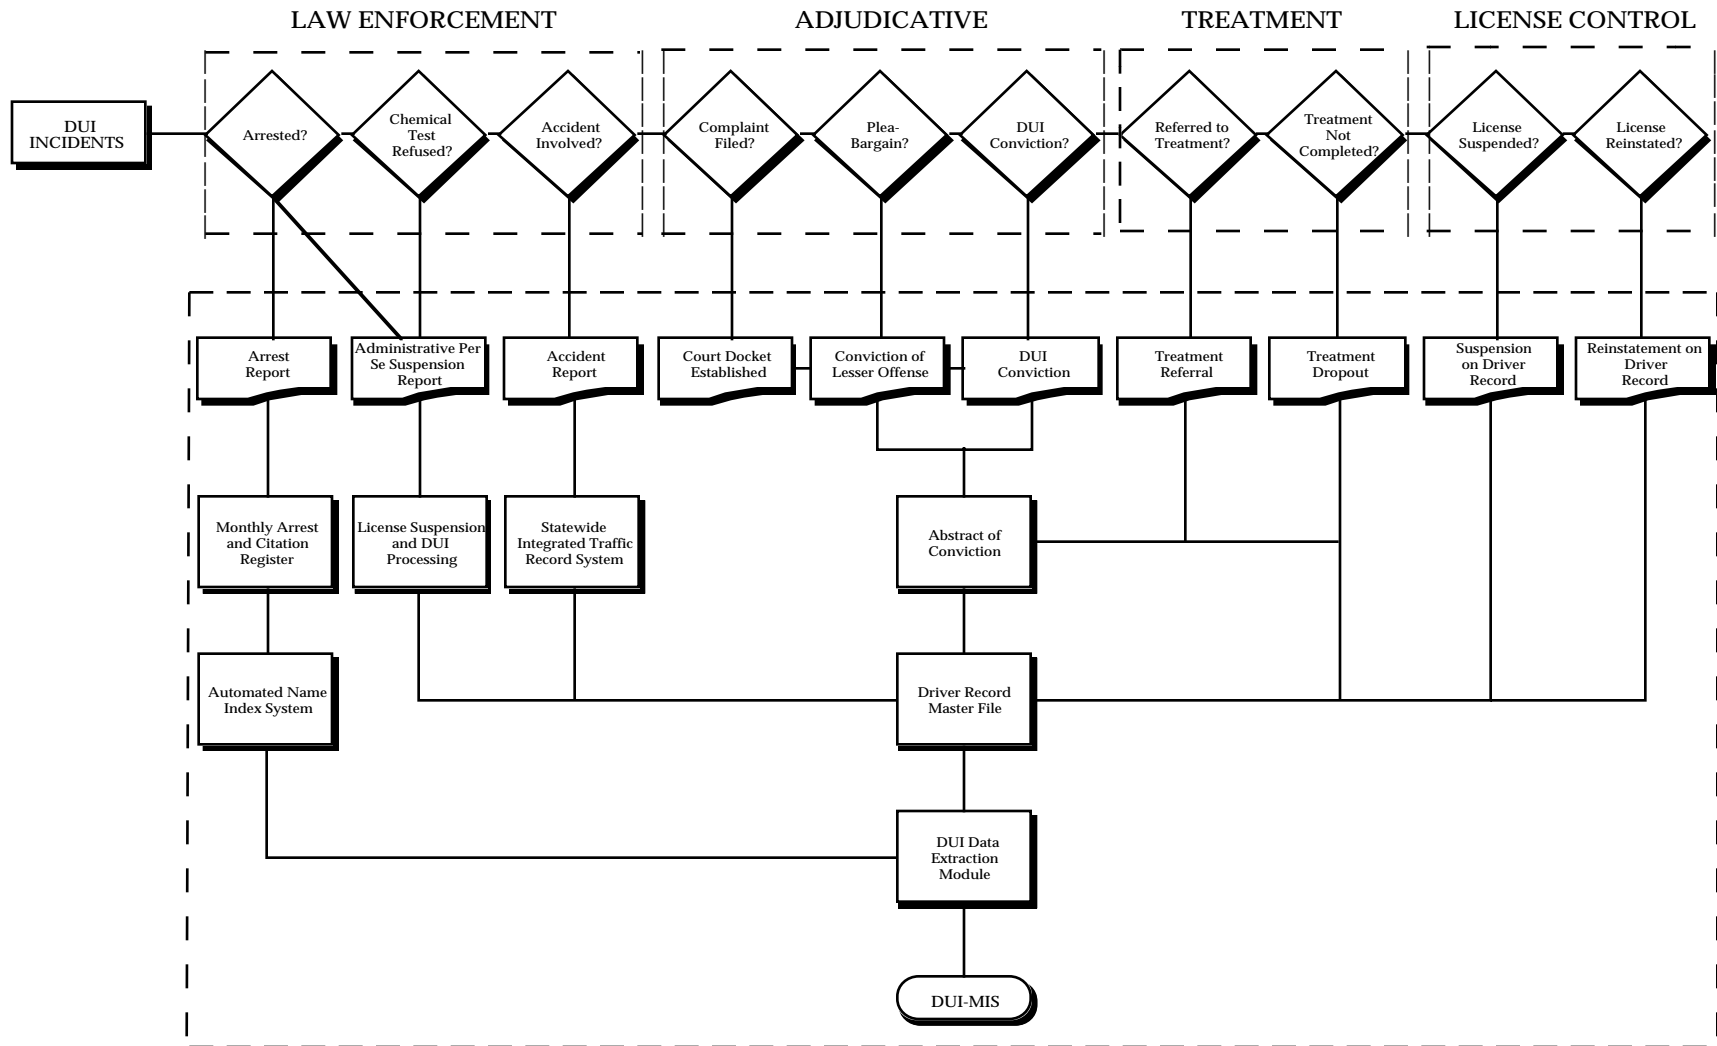 LAW ENFORCEMENT
ADJUDICATIVE
TREATMENT
LICENSE CONTROL
DUI
INCIDENTS
Arrested?
Chemical
Test
Refused?
Accident
Involved?
Complaint
Filed?
Plea-
Bargain?
DUI
Conviction?
Referred to
Treatment?
Treatment
Not
Completed?
License
Suspended?
License
Reinstated?
Arrest
Report
Administrative Per
Se Suspension
Report
Accident
Report
Court Docket
Established
Conviction of
Lesser Offense
DUI
Conviction
Treatment
Referral
Treatment
Dropout
Suspension
on Driver
Record
Reinstatement on
Driver
Record
Monthly Arrest
and Citation
Register
License Suspension
and DUI
Processing
Statewide
Integrated Traffic
Record System
Abstract of
Conviction
Automated Name
Index System
Driver Record
Master File
DUI Data
Extraction
Module
DUI-MIS